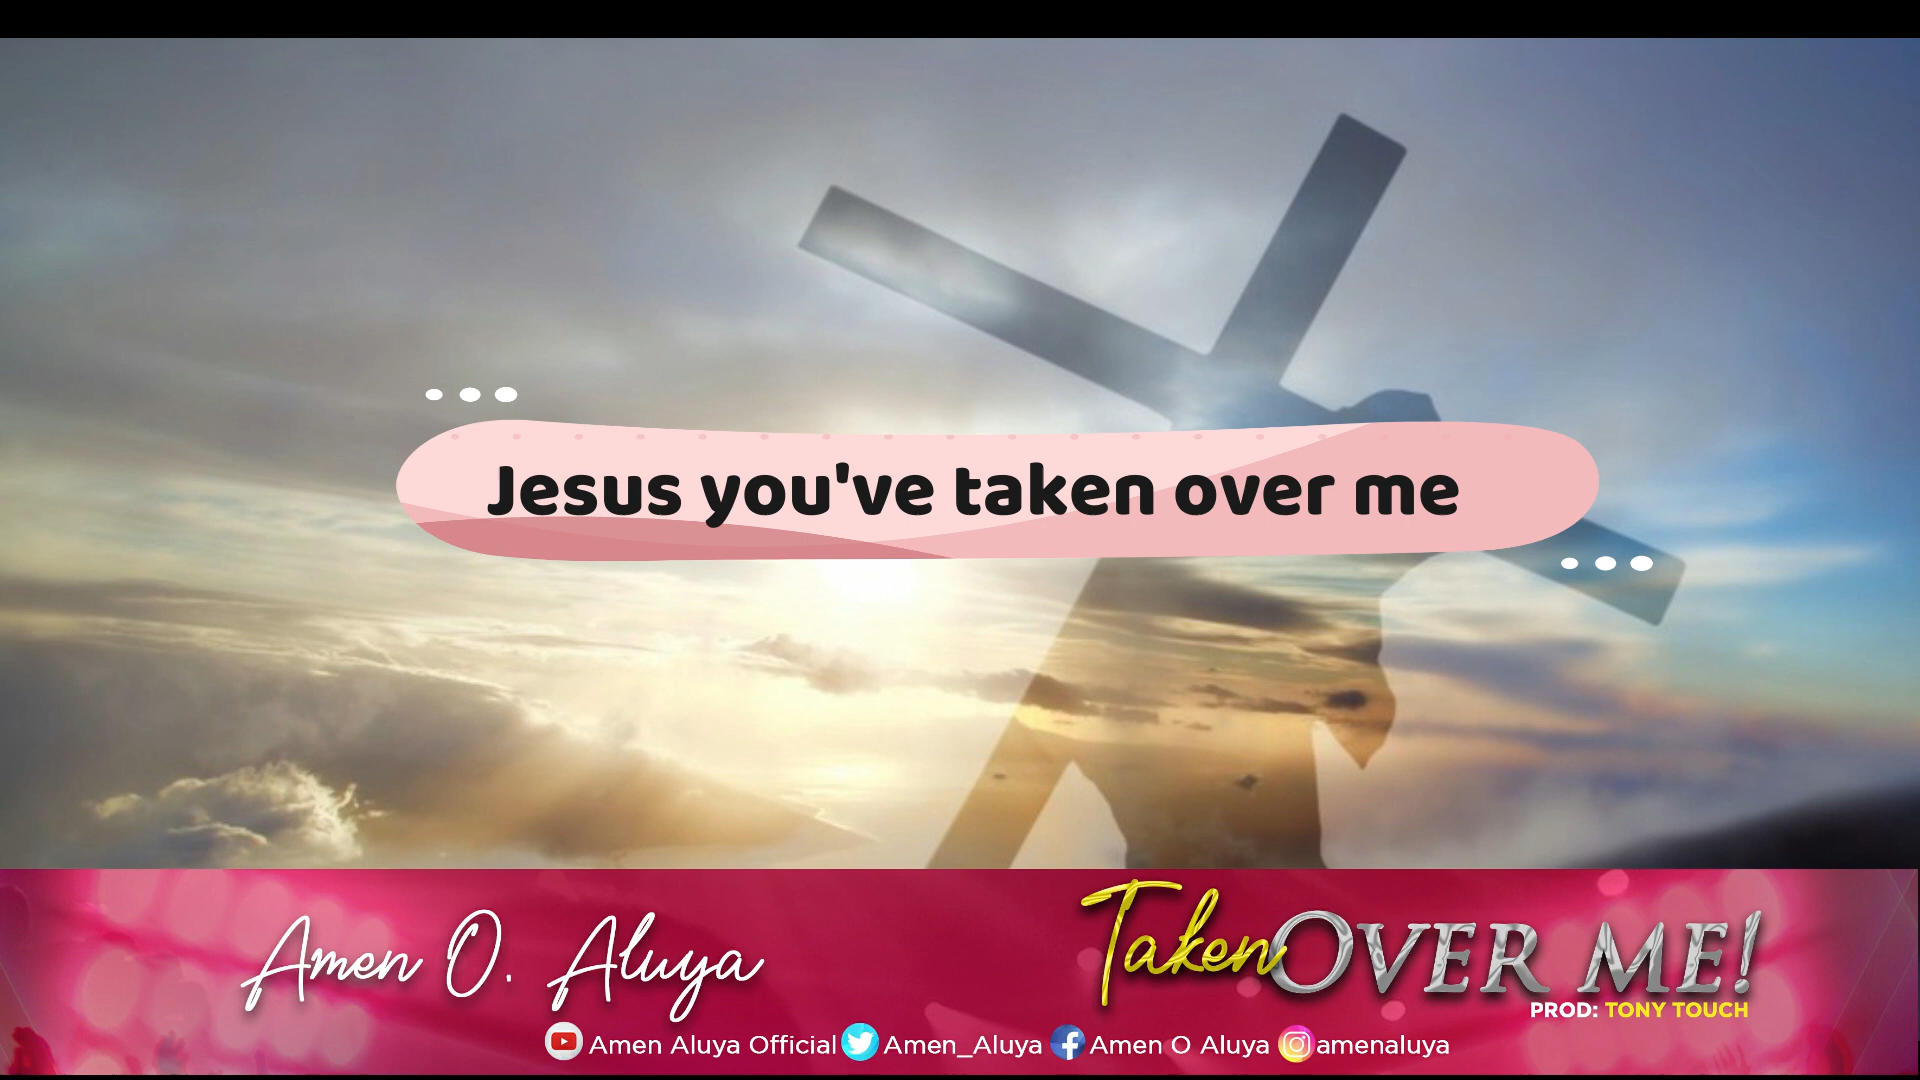 Jesus you've taken over me
Amen O. Aluya
Taken OVER ME!
PROD: TONY TOUCH
Amen Aluya Official Amen_Aluya Amen O Aluya amenaluya